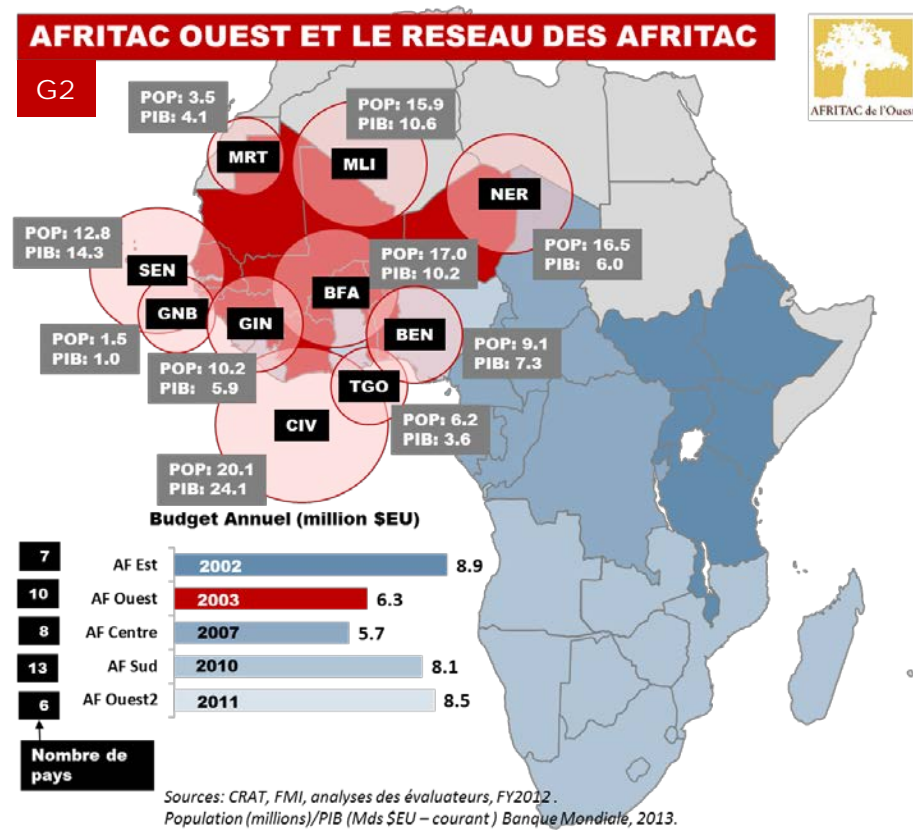 AFRITAC OUEST ET LE RESEAU DES AFRITAC
G2
AFRITAC de l'Ouest
POP: 3.5
PIB: 4.1
MRT
POP: 15.9
PIB: 10.6
MLI
NER
POP: 16.5
PIB: 6.0
POP: 12.8
PIB: 14.3
SEN
POP: 17.0
PIB: 10.2
BFA
GNB
POP: 1.5
PIB: 1.0
GIN
POP: 10.2
PIB: 5.9
BEN
POP: 9.1
PIB: 7.3
TGO
POP: 6.2
PIB: 3.6
CIV
POP: 20.1
PIB: 24.1
Budget Annuel (million $EU)
7 AF Est 2002 8.9
10 AF Ouest 2003 6.3
8 AF Centre 2007 5.7
13 AF Sud 2010 8.1
6 AF Ouest2 2011 8.5
Nombre de
pays
Sources: CRAT, FMI, analyses des évaluateurs, FY2012 .
Population (millions)/PIB (Mds $EU – courant ) Banque Mondiale, 2013.